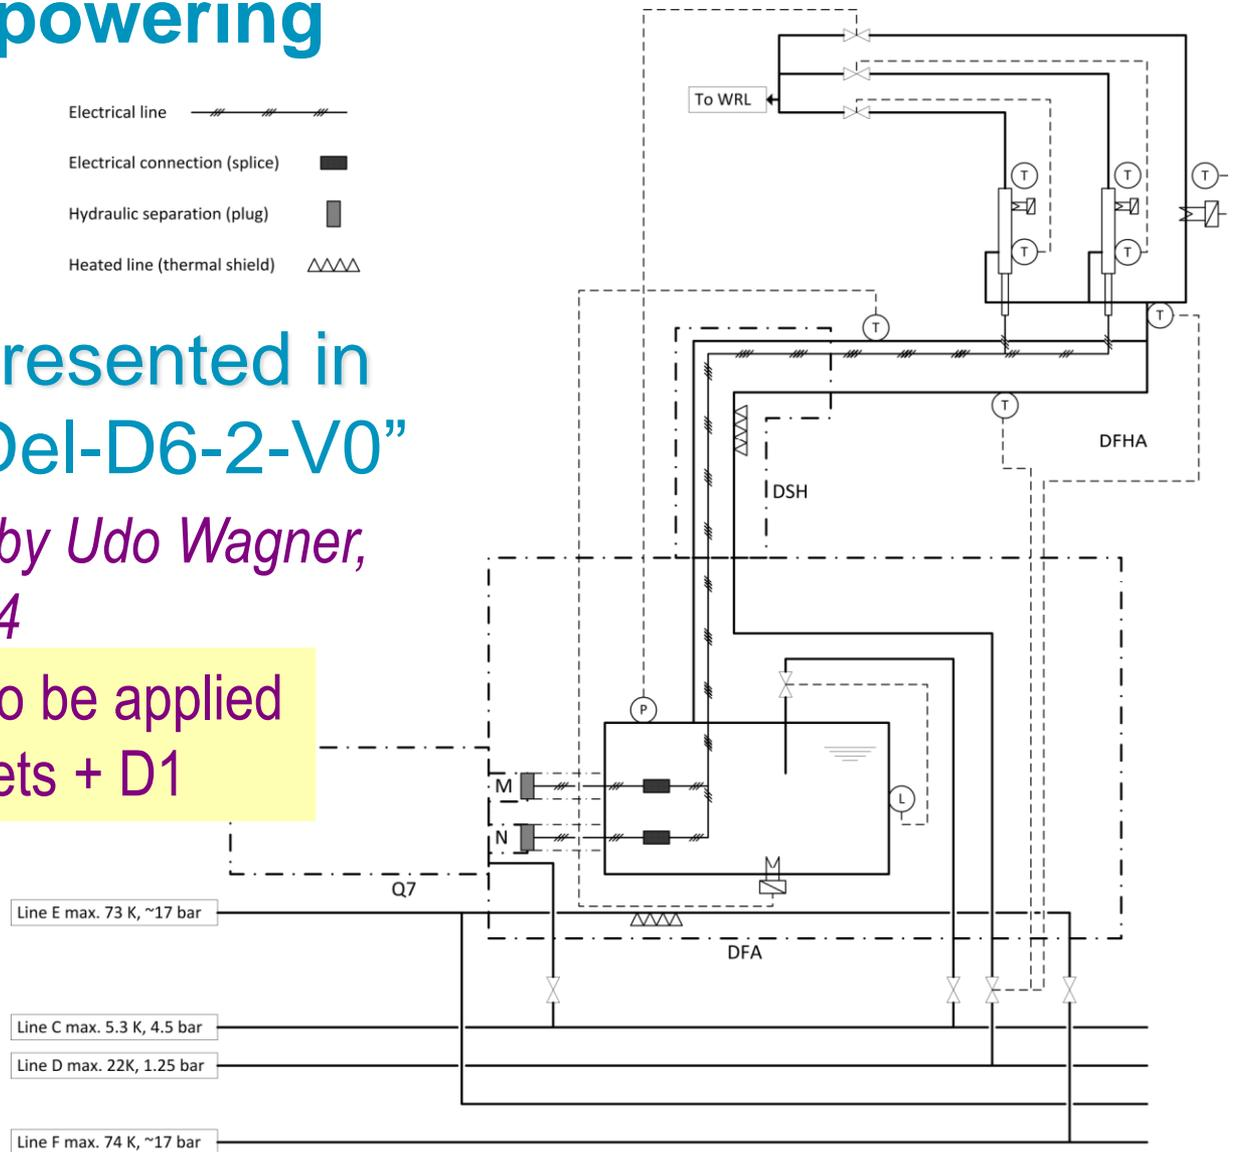 powering
Electrical line
Electrical connection (splice)
Hydraulic separation (plug)
Heated line (thermal shield)
resented in
Del-D6-2-V0”
by Udo Wagner,
4
o be applied
ets + D1
To WRL
T
T
T
T
T
T
T
T
DFHA
DSH
P
M
L
N
Q7
Line E max. 73 K, ~17 bar
DFA
Line C max. 5.3 K, 4.5 bar
Line D max. 22K, 1.25 bar
Line F max. 74 K, ~17 bar